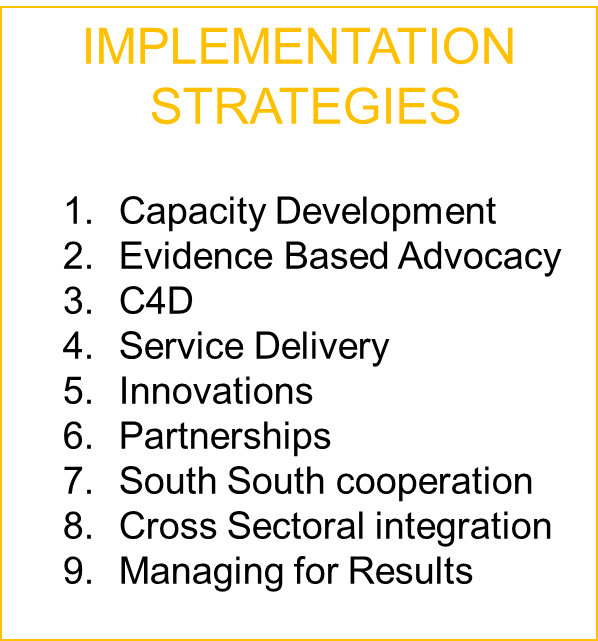 IMPLEMENTATION
STRATEGIES
1. Capacity Development
2. Evidence Based Advocacy
3. C4D
4. Service Delivery
5. Innovations
6. Partnerships
7. South South cooperation
8. Cross Sectoral integration
9. Managing for Results